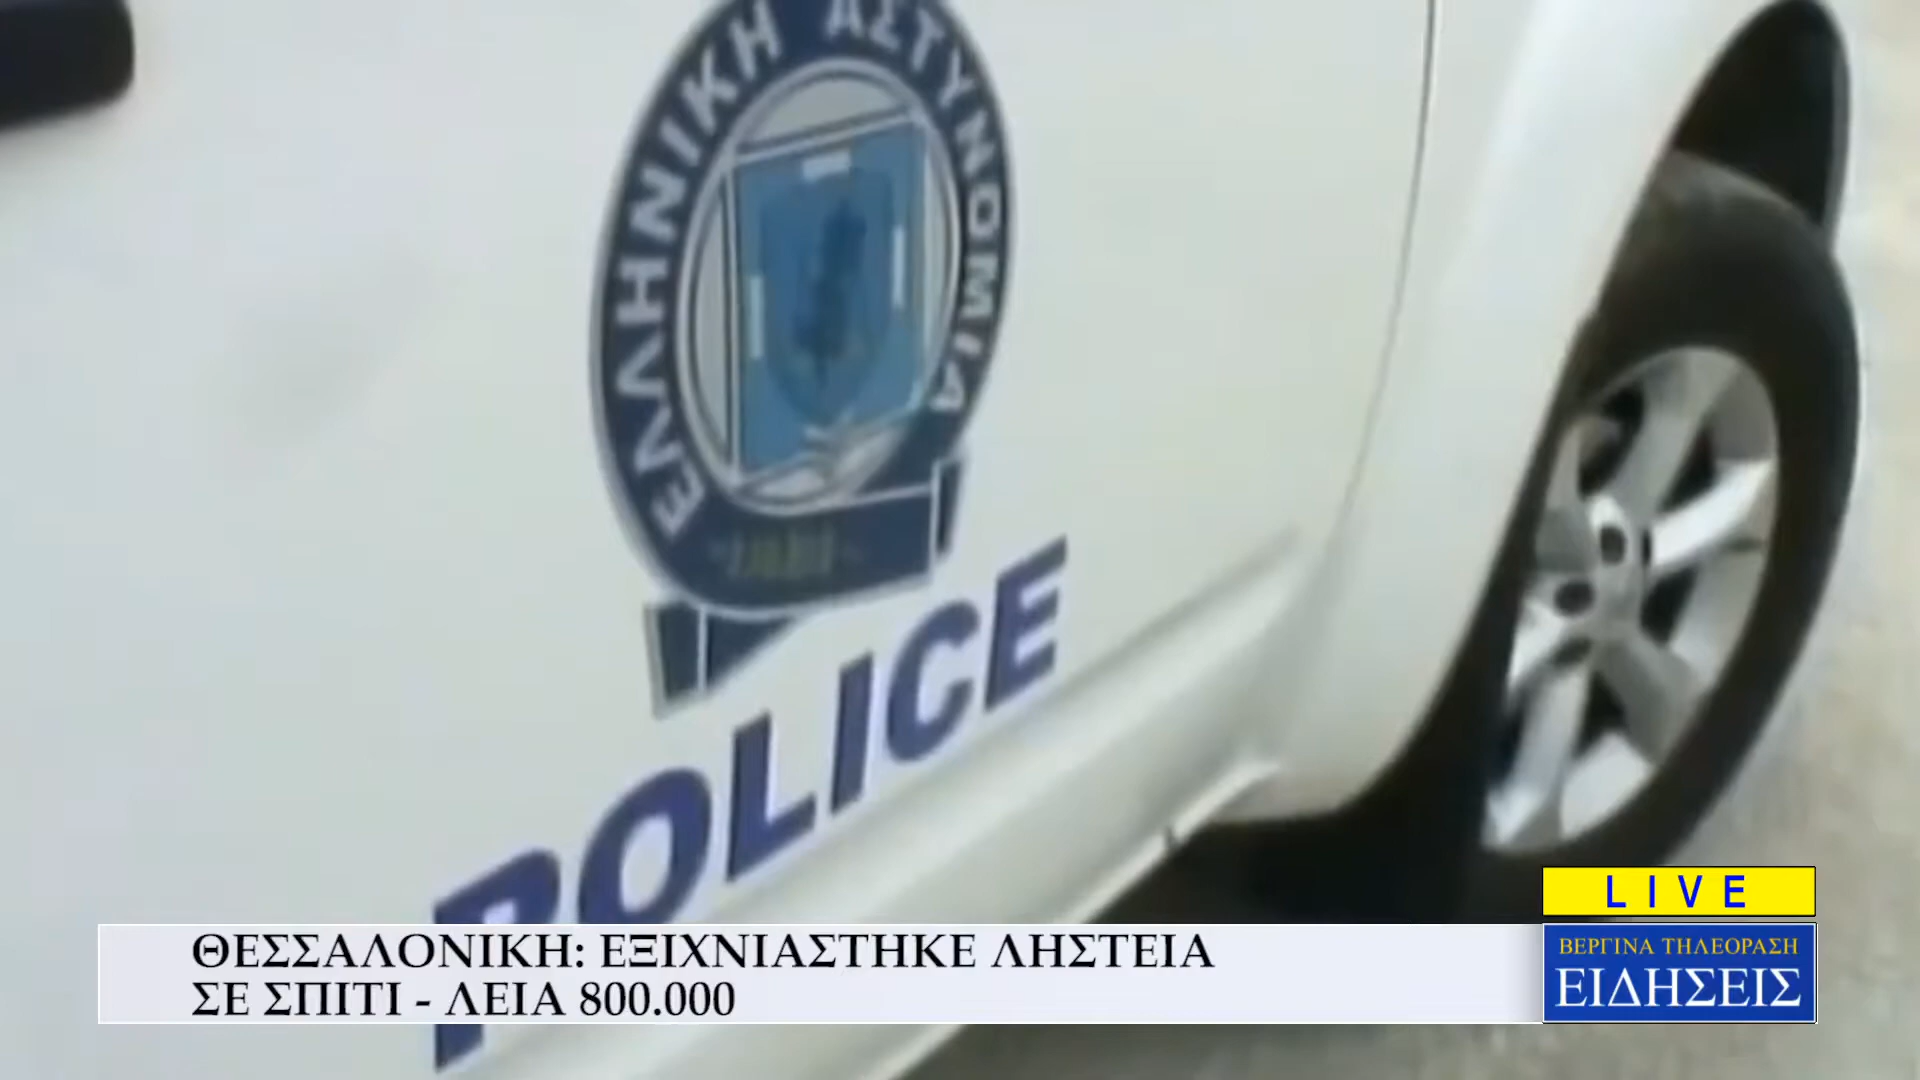 ΕΛΛΗΝΙΚΗ ΑΣΤΥΝΟΜΙΑ
POLICE
LIVE
ΘΕΣΣΑΛΟΝΙΚΗ: ΕΞΙΧΝΙΑΣΤΗΚΕ ΛΗΣΤΕΙΑ
ΣΕ ΣΠΙΤΙ - ΛΕΙΑ 800.000
ΒΕΡΓΙΝΑ ΤΗΛΕΟΡΑΣΗ
ΕΙΔΗΣΕΙΣ